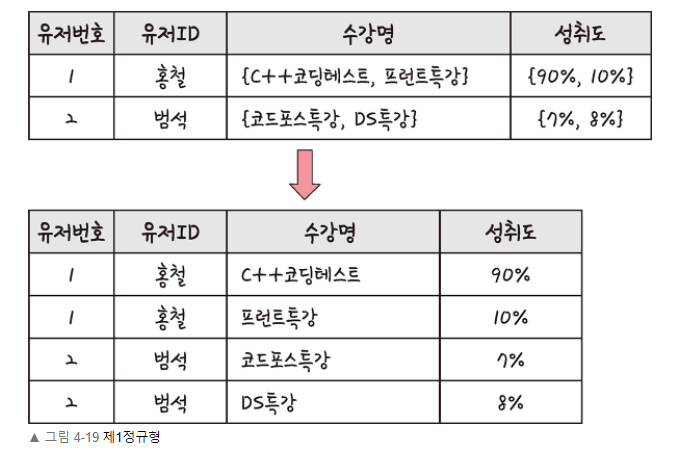 유저번호 유저ID 수강명 성취도
1 홍철 {C++코딩테스트, 프런트특강} {90%, 10%}
2 범석 {코드포스특강, DS특강} {7%, 8%}
유저번호 유저ID 수강명 성취도
1 홍철 C++코딩테스트 90%
1 홍철 프런트특강 10%
2 범석 코드포스특강 7%
2 범석 DS특강 8%
▲ 그림 4-19 제1정규형